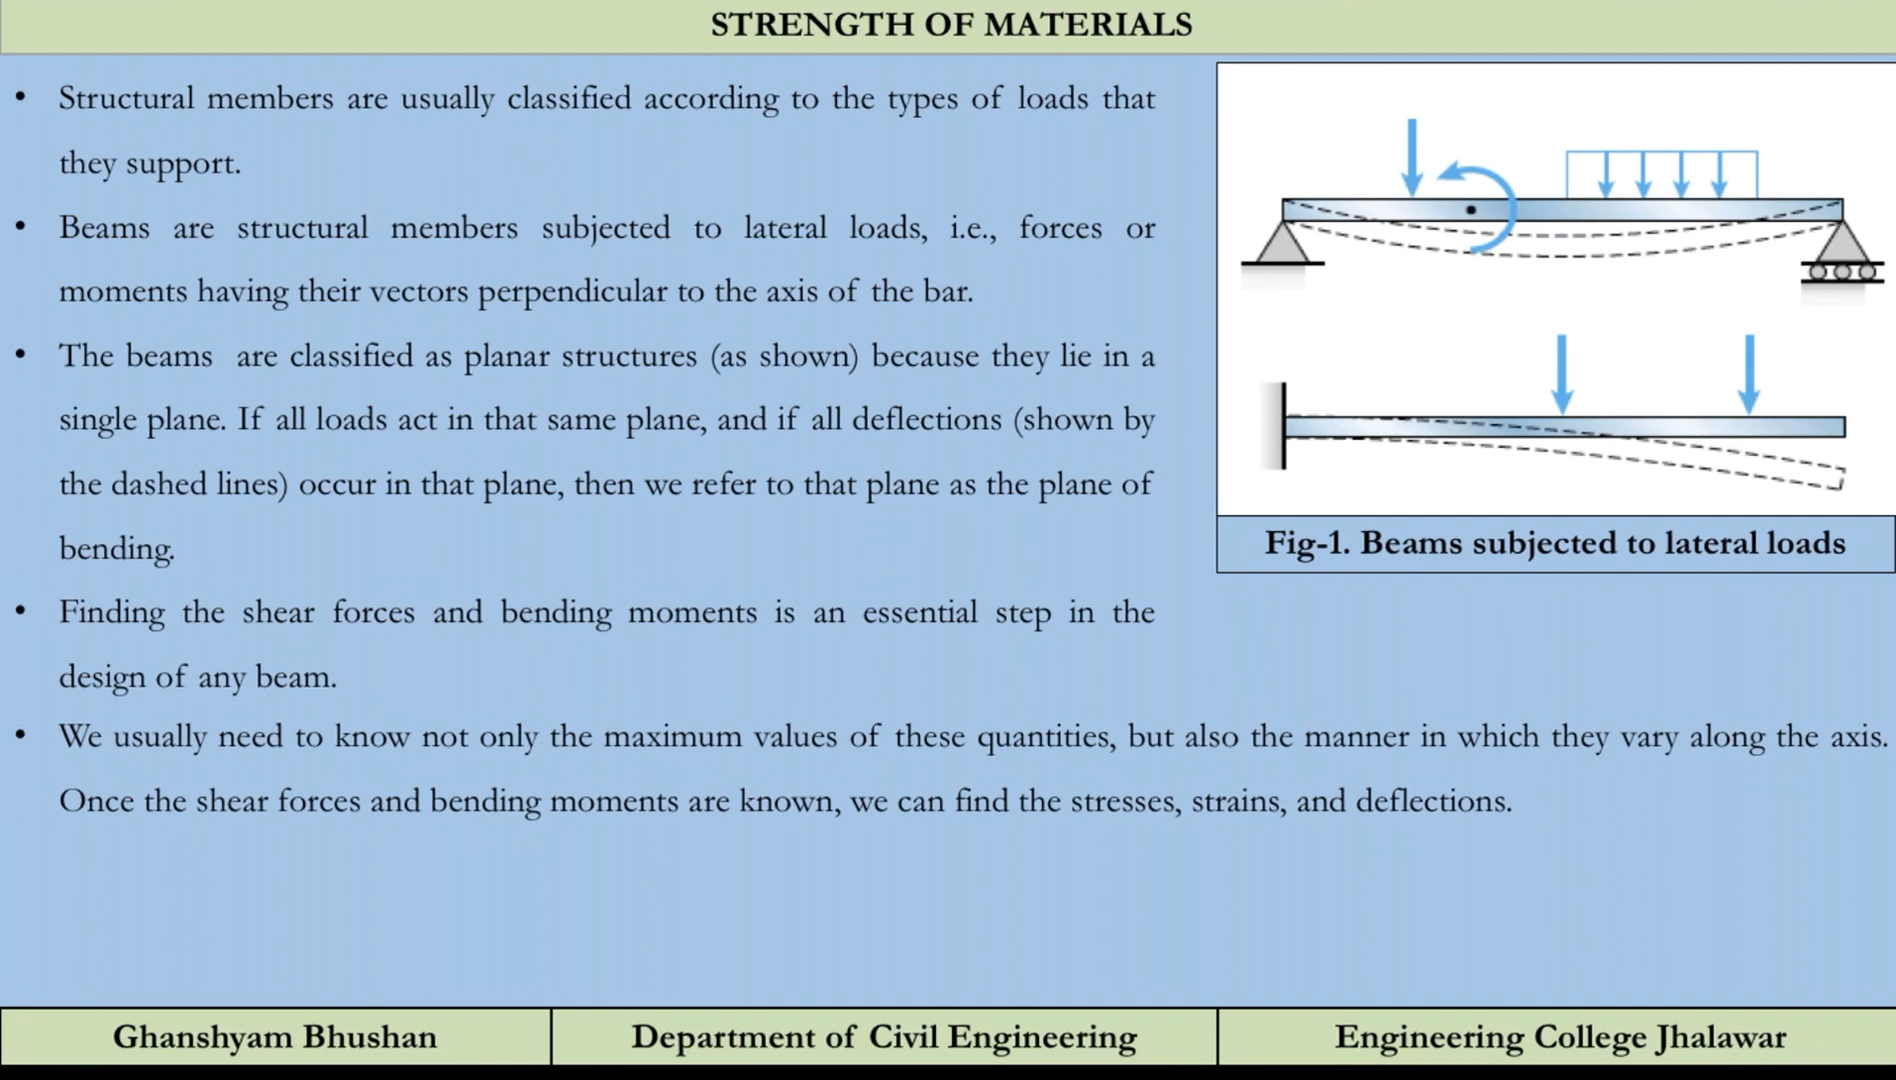 STRENGTH OF MATERIALS
• Structural members are usually classified according to the types of loads that
they support.
• Beams are structural members subjected to lateral loads, i.e., forces or
moments having their vectors perpendicular to the axis of the bar.
• The beams are classified as planar structures (as shown) because they lie in a
single plane. If all loads act in that same plane, and if all deflections (shown by
the dashed lines) occur in that plane, then we refer to that plane as the plane of
bending.
• Finding the shear forces and bending moments is an essential step in the
design of any beam.
• We usually need to know not only the maximum values of these quantities, but also the manner in which they vary along the axis.
Once the shear forces and bending moments are known, we can find the stresses, strains, and deflections.
Fig-1. Beams subjected to lateral loads
Ghanshyam Bhushan
Department of Civil Engineering
Engineering College Jhalawar